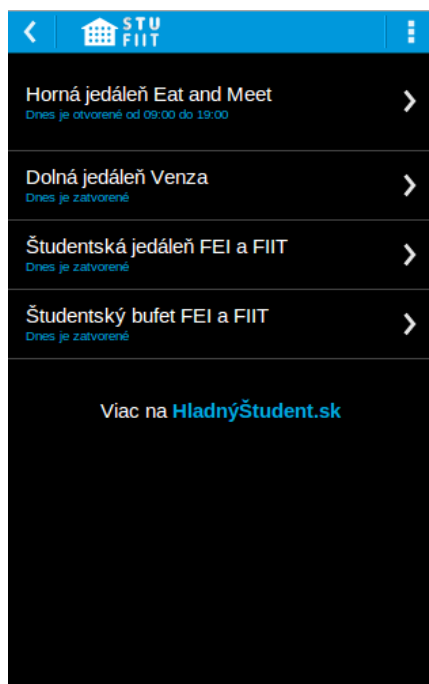 STU
FIIT
Horná jedáleň Eat and Meet
Dnes je otvorené od 09:00 do 19:00
Dolná jedáleň Venza
Dnes je zatvorené
Študentská jedáleň FEI a FIIT
Dnes je zatvorené
Študentský bufet FEI a FIIT
Dnes je zatvorené
Viac na HladnýŠtudent.sk